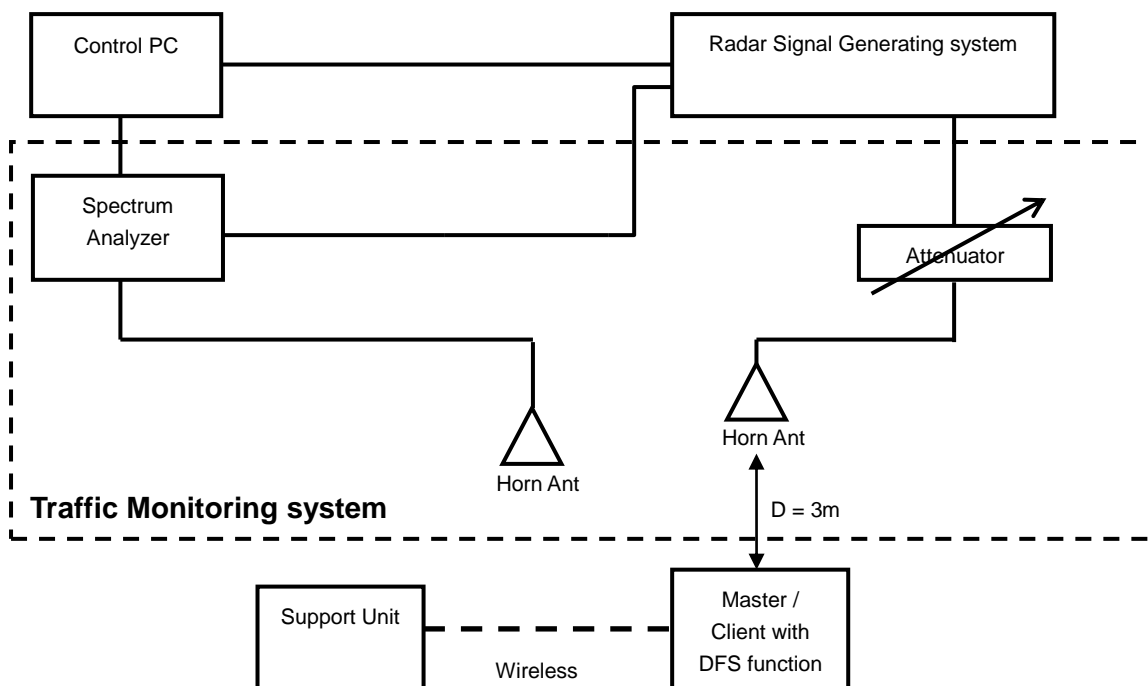 Control PC
Radar Signal Generating system
Spectrum
Analyzer
Attenuator
Horn Ant
Horn Ant
Traffic Monitoring system
D = 3m
Support Unit
Wireless
Master /
Client with
DFS function